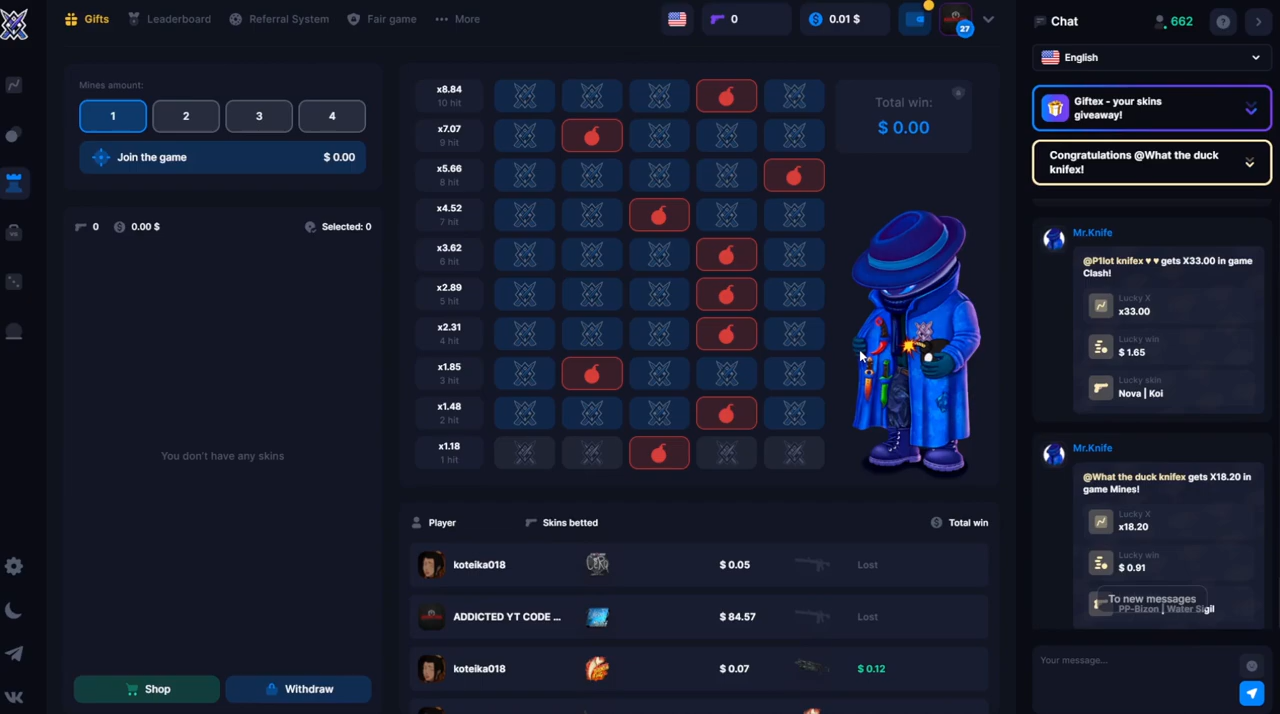 Gifts
Leaderboard
Referral System
Fair game
More
0
0.01 $
27
Chat
662
English
Giftex - your skins
giveaway!
Congratulations @What the duck
knifex!
Mines amount:
1
2
3
4
Join the game
$ 0.00
0
0.00 $
Selected: 0
You don't have any skins
Shop
Withdraw
x8.84
10 hit
x7.07
9 hit
x5.66
8 hit
x4.52
7 hit
x3.62
6 hit
x2.89
5 hit
x2.31
4 hit
x1.85
3 hit
x1.48
2 hit
x1.18
1 hit
Total win:
$ 0.00
Player
Skins betted
Total win
koteika018
$ 0.05
Lost
ADDICTED YT CODE ...
$ 84.57
Lost
koteika018
$ 0.07
$ 0.12
Mr.Knife
@P1lot knifex ♥ ♥ gets X33.00 in game
Clash!
Lucky X
x33.00
Lucky win
$ 1.65
Lucky skin
Nova | Koi
Mr.Knife
@What the duck knifex gets X18.20 in
game Mines!
Lucky X
x18.20
Lucky win
$ 0.91
To new messages
PP-Bizon | Water Sigil
Your message...